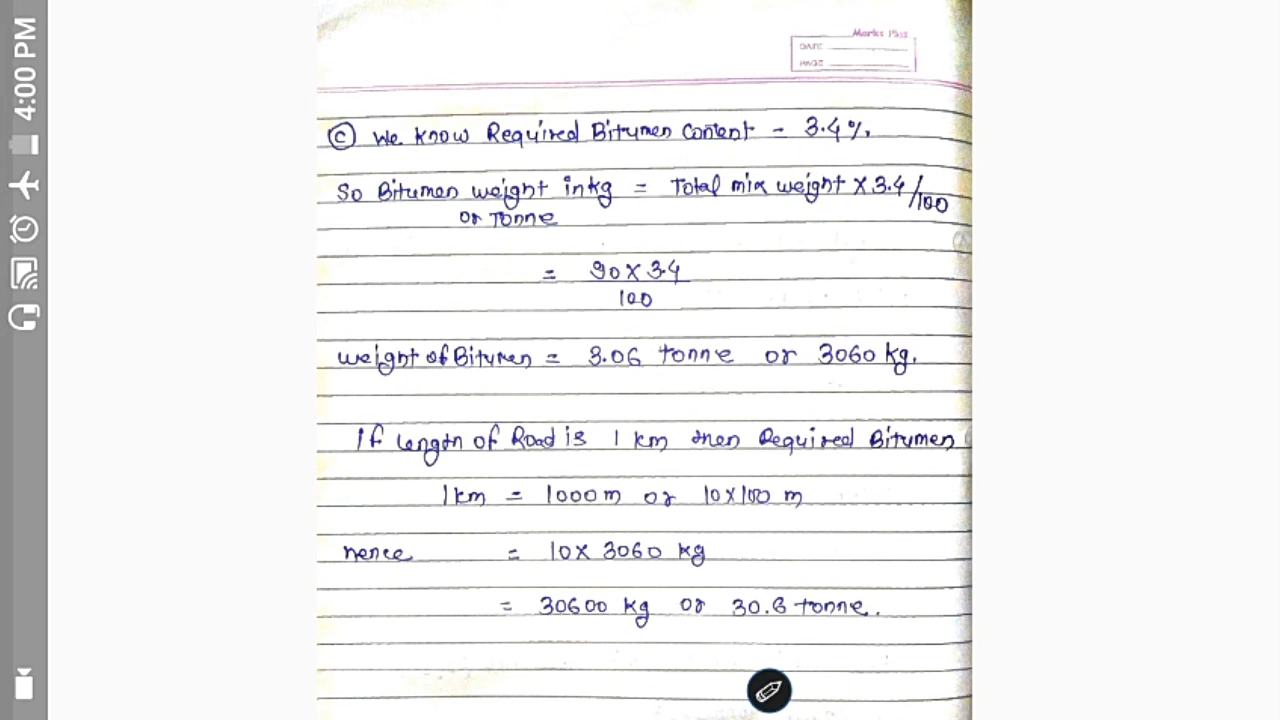 4:00 PM
DATE
PAGE
© We know Required Bitumen Content = 3.4%.
So Bitumen weight in kg = Total mix weight X 3.4/100
or Tonne
= 90 X 3.4
100
weight of Bitumen = 3.06 tonne or 3060 kg.
If length of Road is 1 km then Required Bitumen
1 km = 1000 m or 10 x 100 m
hence = 10 X 3060 kg
= 30600 kg or 30.6 tonne.